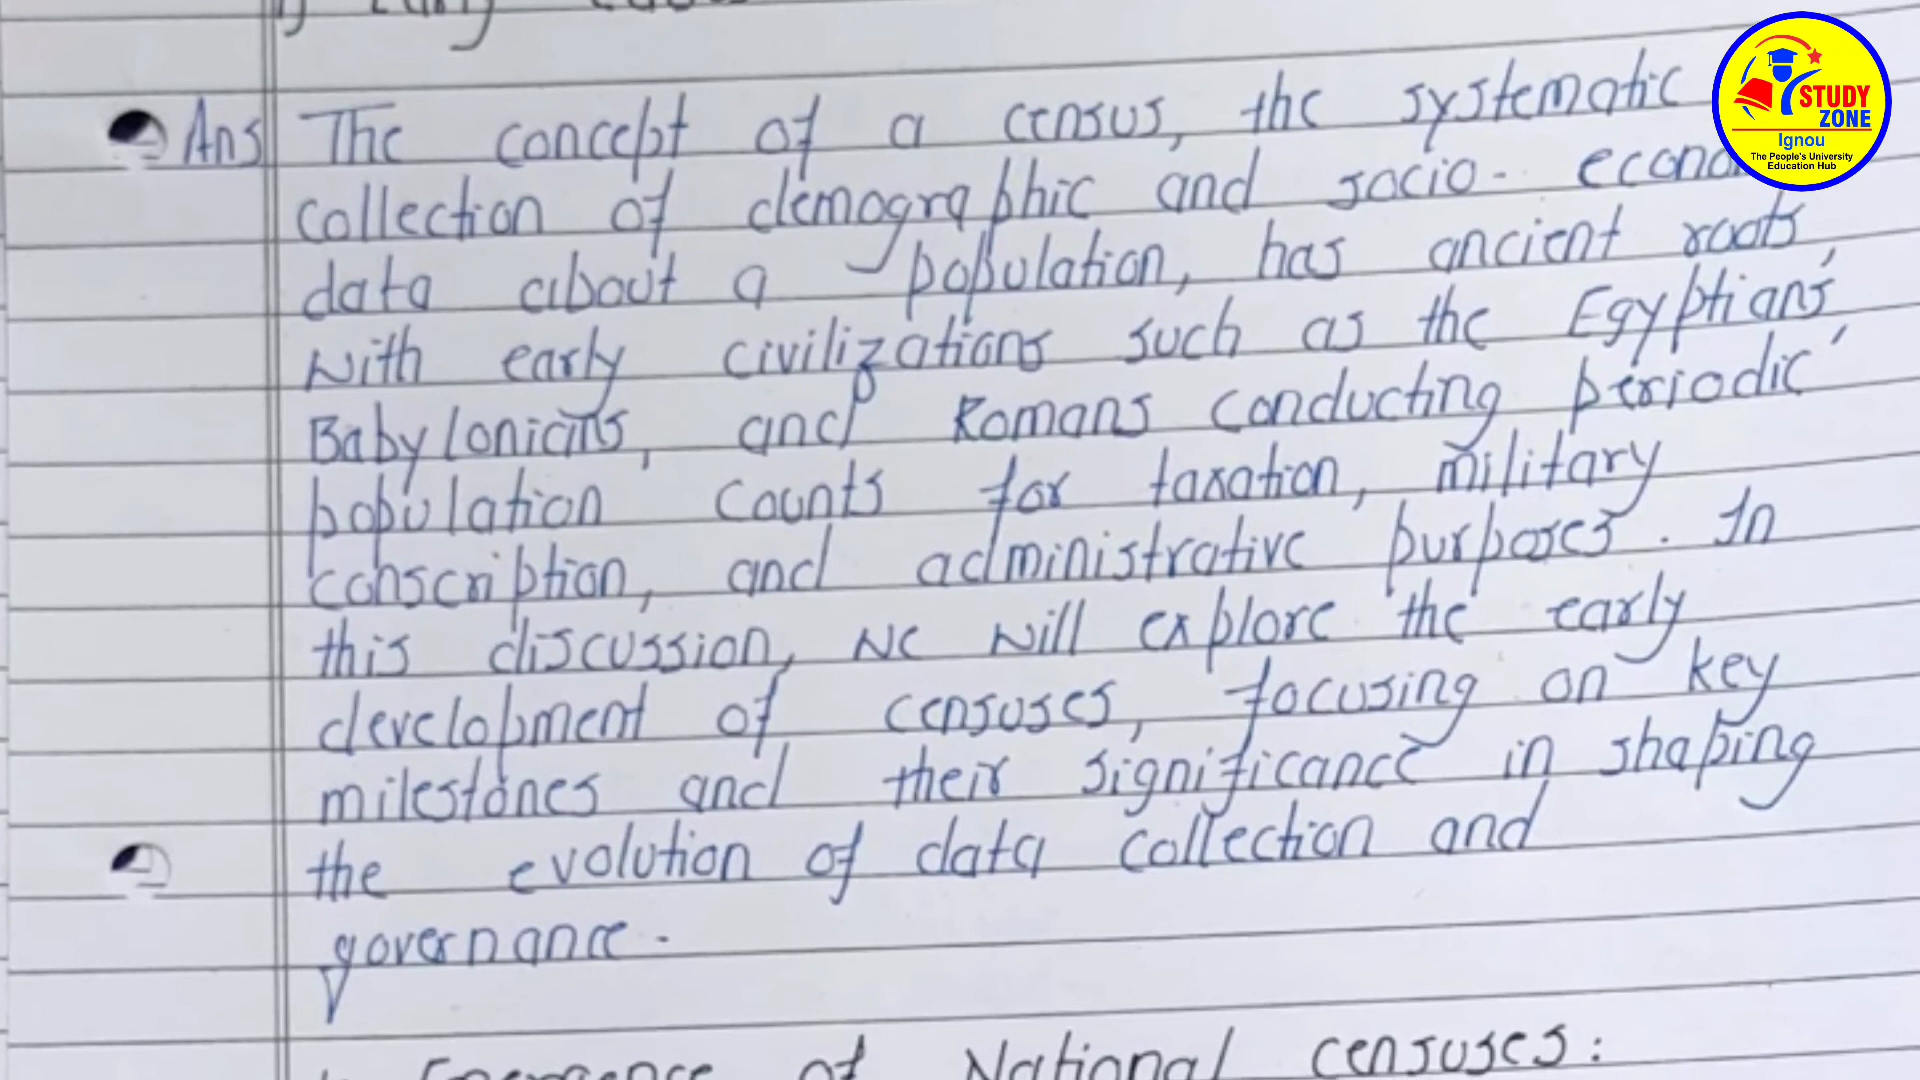 Ans The concept of a census, the systematic
collection of demographic and socio-
data about a population, has ancient roots,
with early civilizations such as the Egyptians,
Babylonians, and Romans conducting periodic
population counts for taxation, military
conscription, and administrative purposes. In
this discussion, we will explore the early
development of censuses, focusing on key
milestones and their significance in shaping
the evolution of data collection and
governance.
of National censuses:
STUDY
ZONE
Ignou
The People's University
Education Hub